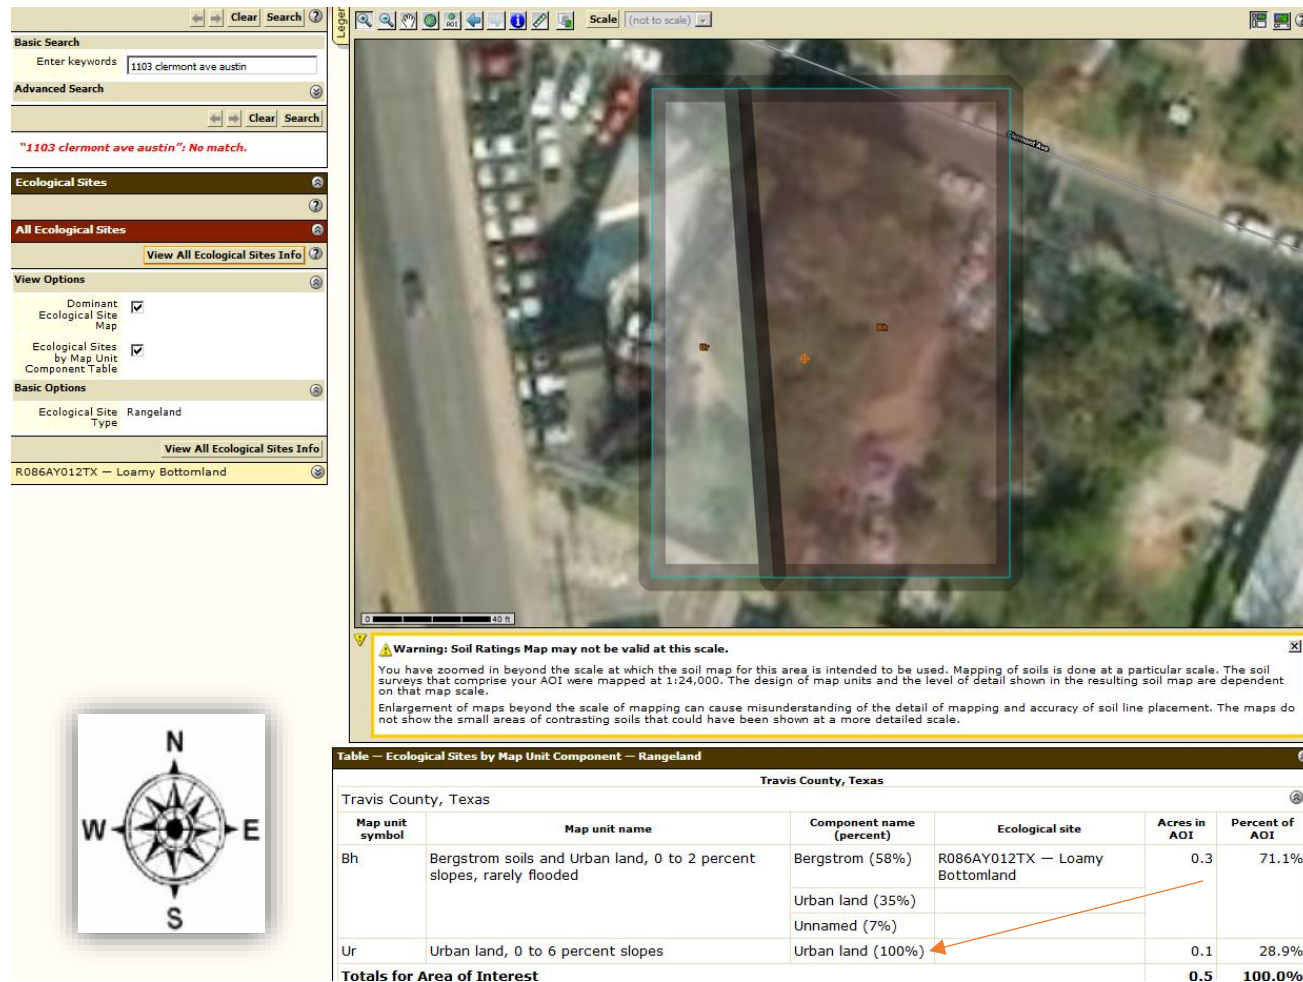 Clear Search
Basic Search
Enter keywords 1103 clermont ave austin
Advanced Search
Clear Search
"1103 clermont ave austin": No match.
Ecological Sites
All Ecological Sites
View All Ecological Sites Info
View Options
Dominant
Ecological Site
Map
Ecological Sites
by Map Unit
Component Table
Basic Options
Ecological Site Rangeland
Type
View All Ecological Sites Info
R086AY012TX — Loamy Bottomland
N
W E
S
AOI
Scale (not to scale)
Clermont Ave
Bh
Ur
0 40 ft
Warning: Soil Ratings Map may not be valid at this scale.
You have zoomed in beyond the scale at which the soil map for this area is intended to be used. Mapping of soils is done at a particular scale. The soil
surveys that comprise your AOI were mapped at 1:24,000. The design of map units and the level of detail shown in the resulting soil map are dependent
on that map scale.
Enlargement of maps beyond the scale of mapping can cause misunderstanding of the detail of mapping and accuracy of soil line placement. The maps do
not show the small areas of contrasting soils that could have been shown at a more detailed scale.
Table — Ecological Sites by Map Unit Component — Rangeland
Travis County, Texas
Travis County, Texas
Map unit symbol Map unit name Component name (percent) Ecological site Acres in AOI Percent of AOI
Bh Bergstrom soils and Urban land, 0 to 2 percent Bergstrom (58%) R086AY012TX — Loamy 0.3 71.1%
slopes, rarely flooded Bottomland
Urban land (35%)
Unnamed (7%)
Ur Urban land, 0 to 6 percent slopes Urban land (100%) 0.1 28.9%
Totals for Area of Interest 0.5 100.0%